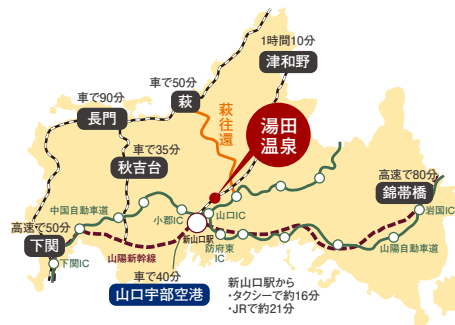 1時間10分
津和野
車で50分
萩
車で90分
長門
萩往還
湯田
温泉
車で35分
秋吉台
高速で80分
錦帯橋
中国自動車道
小郡IC
山口IC
岩国IC
高速で50分
下関
新山口駅
防府東
IC
山陽自動車道
下関IC
山陽新幹線
車で40分
山口宇部空港
新山口駅から
・タクシーで約16分
・JRで約21分